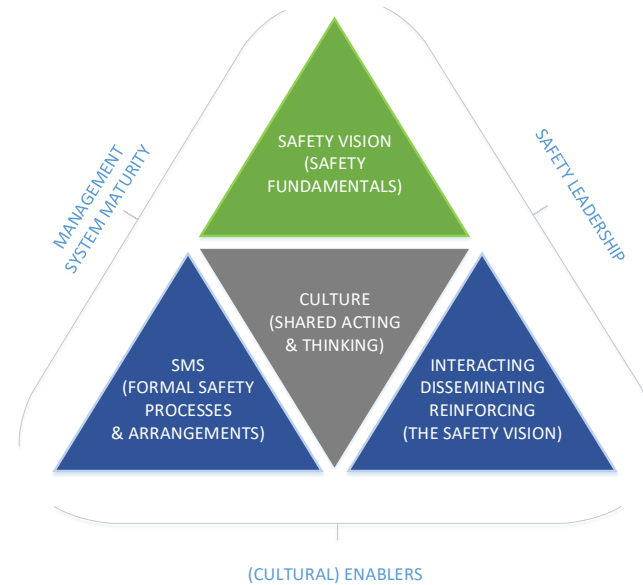 SAFETY VISION
(SAFETY
FUNDAMENTALS)
MANAGEMENT
SYSTEM MATURITY
SAFETY LEADERSHIP
CULTURE
(SHARED ACTING
& THINKING)
SMS
(FORMAL SAFETY
PROCESSES
& ARRANGEMENTS)
INTERACTING
DISSEMINATING
REINFORCING
(THE SAFETY VISION)
(CULTURAL) ENABLERS